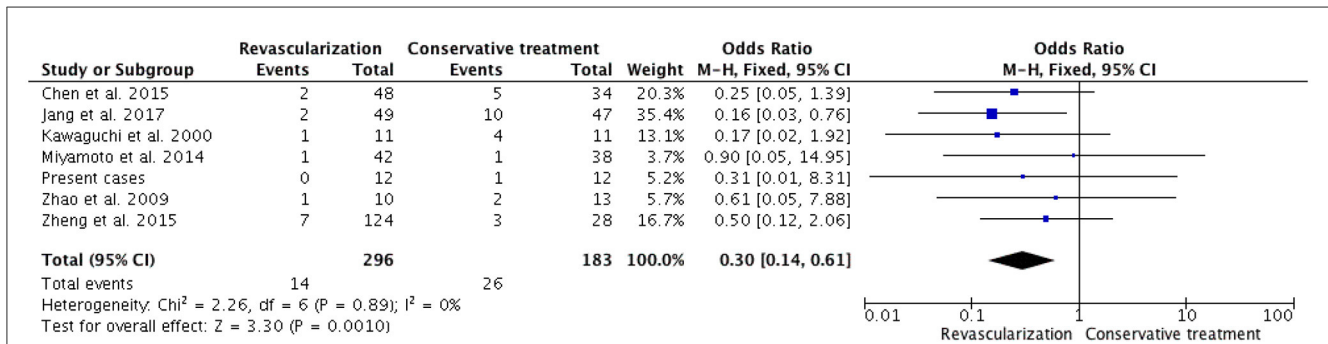 Revascularization Conservative treatment Odds Ratio Odds Ratio
Study or Subgroup Events Total Events Total Weight M-H, Fixed, 95% CI M-H, Fixed, 95% CI
Chen et al. 2015 2 48 5 34 20.3% 0.25 [0.05, 1.39]
Jang et al. 2017 2 49 10 47 35.4% 0.16 [0.03, 0.76]
Kawaguchi et al. 2000 1 11 4 11 13.1% 0.17 [0.02, 1.92]
Miyamoto et al. 2014 1 42 1 38 3.7% 0.90 [0.05, 14.95]
Present cases 0 12 1 12 5.2% 0.31 [0.01, 8.31]
Zhao et al. 2009 1 10 2 13 5.7% 0.61 [0.05, 7.88]
Zheng et al. 2015 7 124 3 28 16.7% 0.50 [0.12, 2.06]
Total (95% CI) 296 183 100.0% 0.30 [0.14, 0.61]
Total events 14 26
Heterogeneity: Chi² = 2.26, df = 6 (P = 0.89); I² = 0%
Test for overall effect: Z = 3.30 (P = 0.0010)
0.01 0.1 1 10 100
Revascularization Conservative treatment